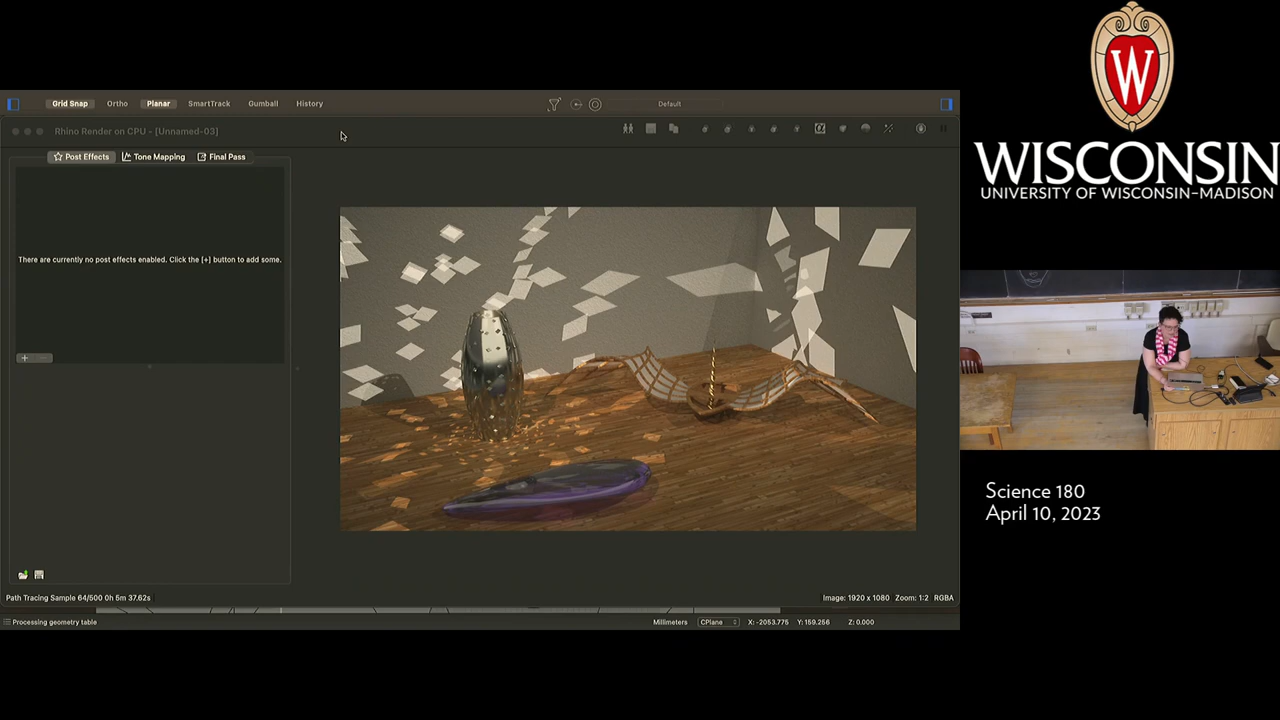 Grid Snap Ortho Planar SmartTrack Gumball History Default
Rhino Render on CPU - [Unnamed-03]
Post Effects Tone Mapping Final Pass
There are currently no post effects enabled. Click the [+] button to add some.
Path Tracing Sample 64/500 0h 5m 37.62s
Image: 1920 x 1080 Zoom: 1:2 RGBA
Processing geometry table
Millimeters CPlane X: -2053.775 Y: 159.256 Z: 0.000
W
WISCONSIN
UNIVERSITY OF WISCONSIN–MADISON
Science 180
April 10, 2023